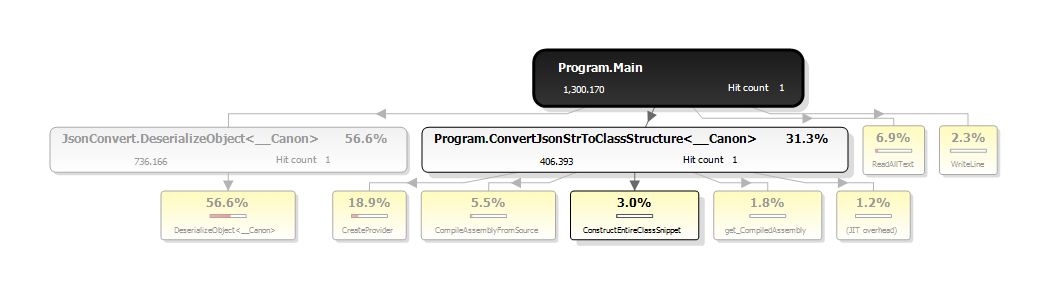 Program.Main
1,300.170 Hit count 1
JsonConvert.DeserializeObject<__Canon> 56.6%
736.166 Hit count 1
Program.ConvertJsonStrToClassStructure<__Canon> 31.3%
406.393 Hit count 1
6.9%
ReadAllText
2.3%
WriteLine
56.6%
DeserializeObject<__Canon>
18.9%
CreateProvider
5.5%
CompileAssemblyFromSource
3.0%
ConstructEntireClassSnippet
1.8%
get_CompiledAssembly
1.2%
(JIT overhead)